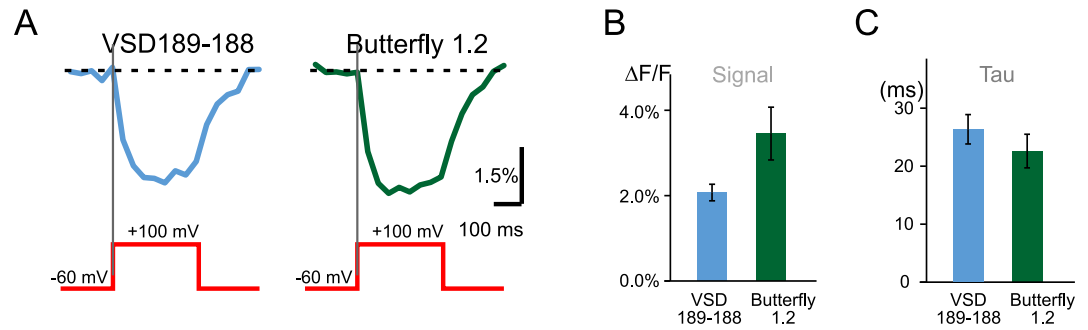 A
VSD189-188
Butterfly 1.2
1.5%
100 ms
+100 mV
-60 mV
+100 mV
-60 mV
B
ΔF/F
Signal
4.0%
2.0%
0.0%
VSD
189-188
Butterfly
1.2
C
(ms)
Tau
30
20
10
0
VSD
189-188
Butterfly
1.2